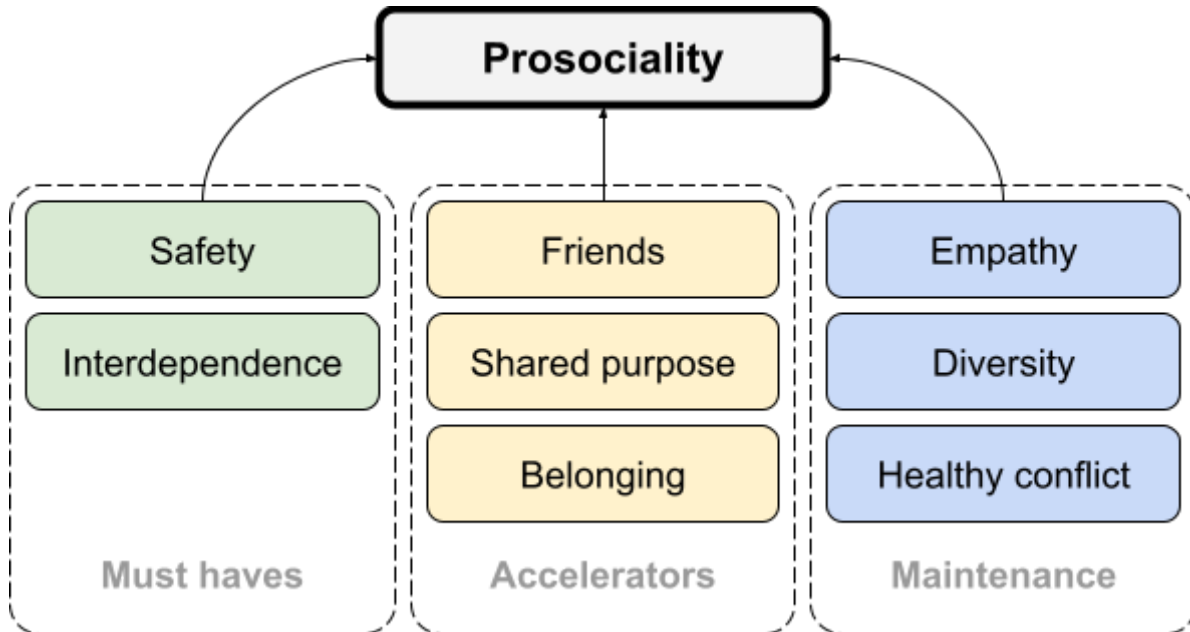 Prosociality
Safety
Interdependence
Must haves
Friends
Shared purpose
Belonging
Accelerators
Empathy
Diversity
Healthy conflict
Maintenance